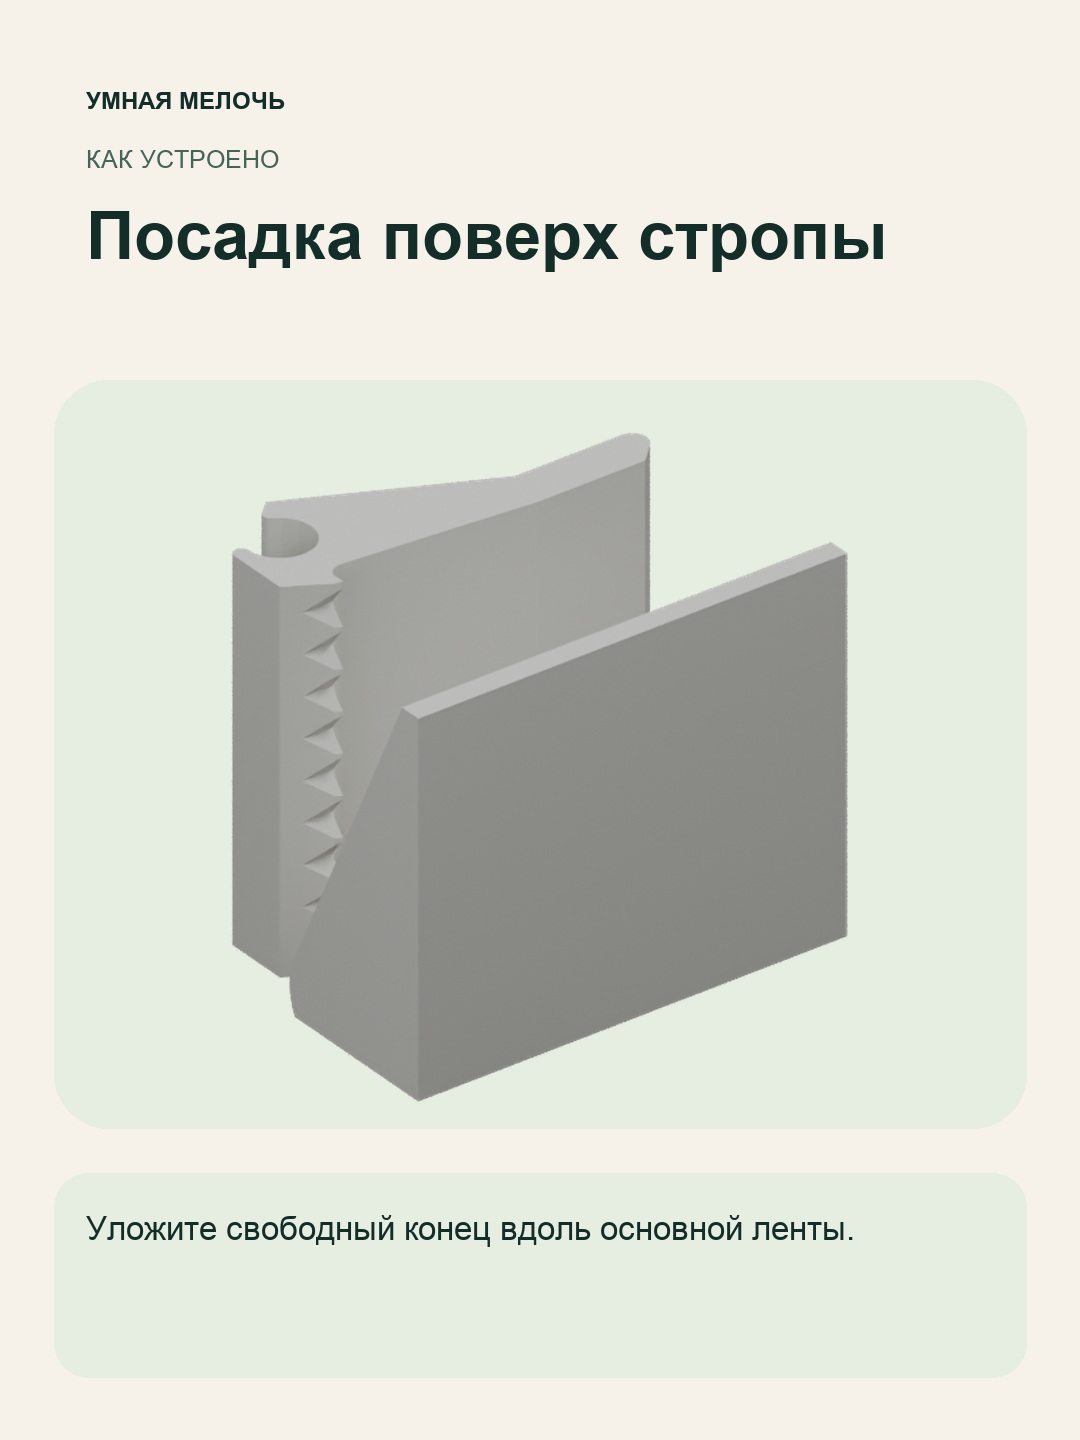 УМНАЯ МЕЛОЧЬ
КАК УСТРОЕНО
Посадка поверх стропы
Уложите свободный конец вдоль основной ленты.